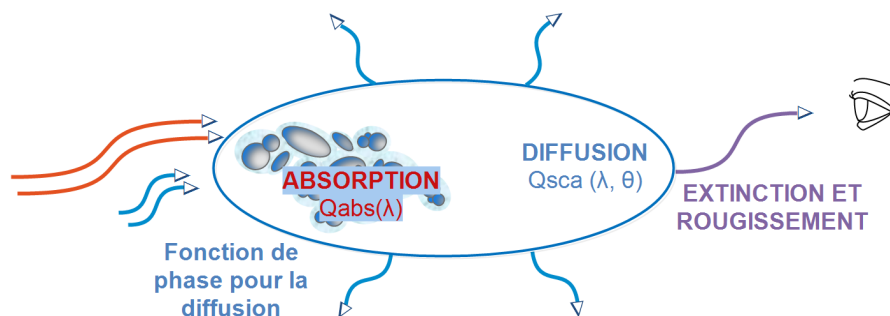 ABSORPTION
Qabs(λ)
DIFFUSION
Qsca (λ, θ)
EXTINCTION ET
ROUGISSEMENT
Fonction de
phase pour la
diffusion